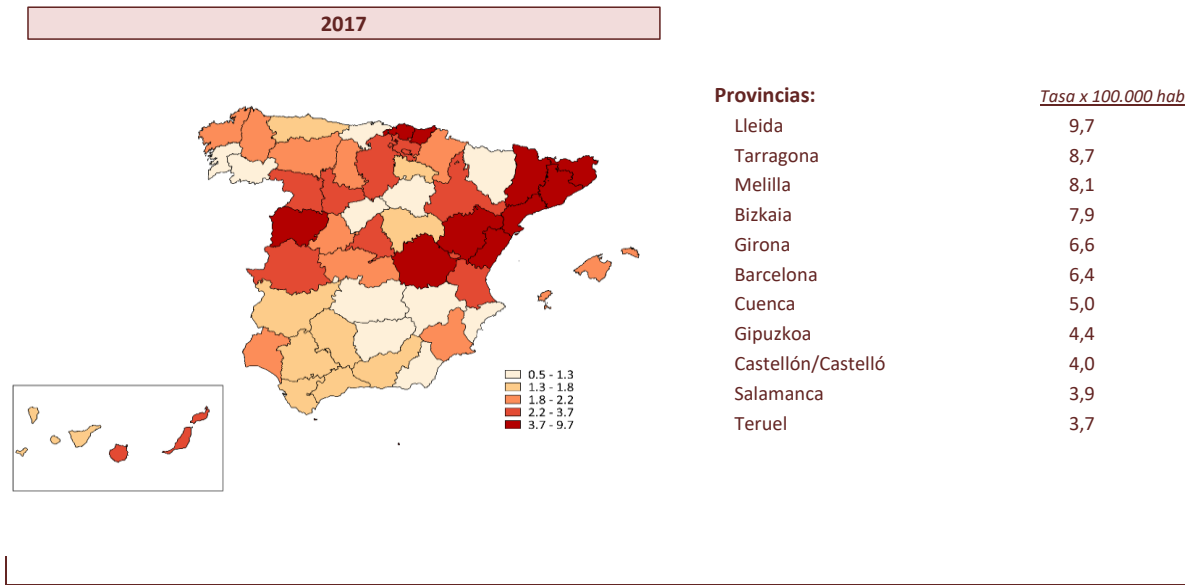 2017
Provincias: Tasa x 100.000 hab
Lleida 9,7
Tarragona 8,7
Melilla 8,1
Bizkaia 7,9
Girona 6,6
Barcelona 6,4
Cuenca 5,0
Gipuzkoa 4,4
Castellón/Castelló 4,0
Salamanca 3,9
Teruel 3,7
0.5 - 1.3
1.3 - 1.8
1.8 - 2.2
2.2 - 3.7
3.7 - 9.7